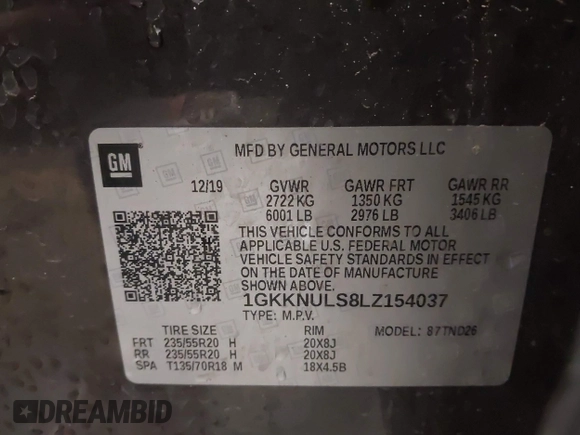 GM
MFD BY GENERAL MOTORS LLC
12/19 GVWR GAWR FRT GAWR RR
2722 KG 1350 KG 1545 KG
6001 LB 2976 LB 3406 LB
THIS VEHICLE CONFORMS TO ALL
APPLICABLE U.S. FEDERAL MOTOR
VEHICLE SAFETY STANDARDS IN EFFECT
ON THE DATE OF MANUFACTURE
SHOWN ABOVE.
1GKKNULS8LZ154037
TYPE: M.P.V. MODEL: 87TND26
TIRE SIZE RIM
FRT 235/55R20 H 20X8J
RR 235/55R20 H 20X8J
SPA T135/70R18 M 18X4.5B
DREAMBID